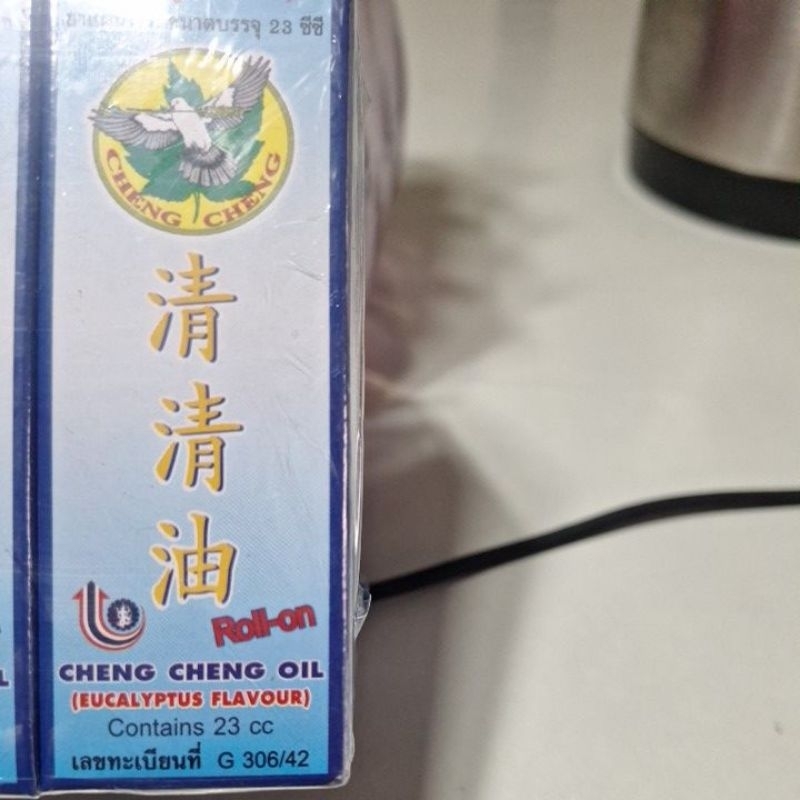 ขนาดบรรจุ 23 ซีซี
CHENG CHENG
清
清
油
Roll-on
CHENG CHENG OIL
(EUCALYPTUS FLAVOUR)
Contains 23 cc
เลขทะเบียนที่ G 306/42